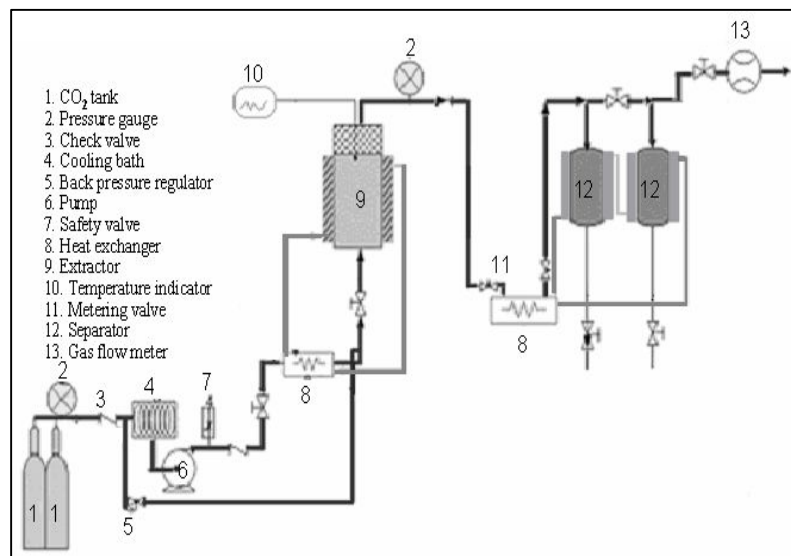 13
2
10
1. CO₂ tank
2. Pressure gauge
3. Check valve
4. Cooling bath
5. Back pressure regulator
6. Pump
7. Safety valve
8. Heat exchanger
9. Extractor
10. Temperature indicator
11. Metering valve
12. Separator
13. Gas flow meter
12 12
9
11
8
2
4
7
8
3
6
1 1
5